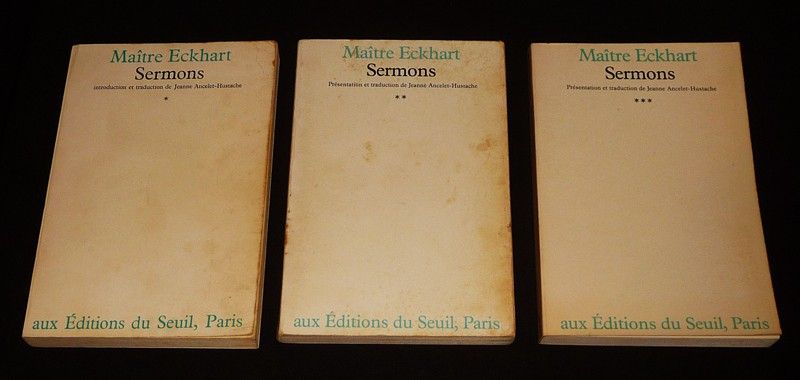 Maître Eckhart
Sermons
introduction et traduction de Jeanne Ancelet-Hustache
*
aux Éditions du Seuil, Paris
Maître Eckhart
Sermons
Présentation et traduction de Jeanne Ancelet-Hustache
**
aux Éditions du Seuil, Paris
Maître Eckhart
Sermons
Présentation et traduction de Jeanne Ancelet-Hustache
***
aux Éditions du Seuil, Paris